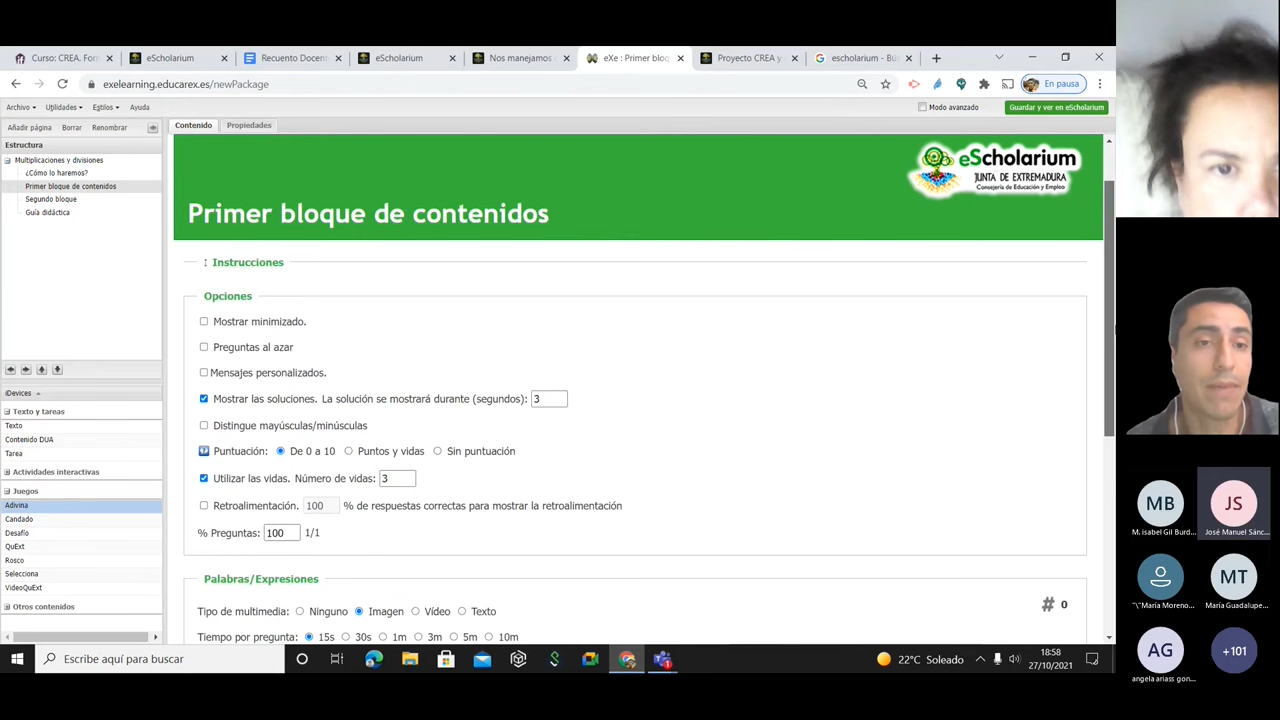 Curso: CREA. For
eScholarium
Recuento Docen
eScholarium
Nos manejamos
eXe : Primer bloq
Proyecto CREA y
escholarium - Bú
exelearning.educarex.es/newPackage
En pausa
Archivo
Utilidades
Estilos
Ayuda
Modo avanzado
Guardar y ver en eScholarium
Añadir página
Borrar
Renombrar
Estructura
Multiplicaciones y divisiones
¿Cómo lo haremos?
Primer bloque de contenidos
Segundo bloque
Guía didáctica
iDevices
Texto y tareas
Texto
Contenido DUA
Tarea
Actividades interactivas
Juegos
Adivina
Candado
Desafío
QuExt
Rosco
Selecciona
VideoQuExt
Otros contenidos
Contenido
Propiedades
eScholarium
JUNTA DE EXTREMADURA
Consejería de Educación y Empleo
Primer bloque de contenidos
Instrucciones
Opciones
Mostrar minimizado.
Preguntas al azar
Mensajes personalizados.
Mostrar las soluciones. La solución se mostrará durante (segundos): 3
Distingue mayúsculas/minúsculas
Puntuación: De 0 a 10 Puntos y vidas Sin puntuación
Utilizar las vidas. Número de vidas: 3
Retroalimentación. 100 % de respuestas correctas para mostrar la retroalimentación
% Preguntas: 100 1/1
Palabras/Expresiones
Tipo de multimedia: Ninguno Imagen Vídeo Texto
# 0
Tiempo por pregunta: 15s 30s 1m 3m 5m 10m
Escribe aquí para buscar
22°C Soleado
18:58
27/10/2021
MB
M. isabel Gil Burd...
JS
José Manuel Sánc...
"\"María Moreno...
MT
María Guadalupe...
AG
angela ariass gon...
+101